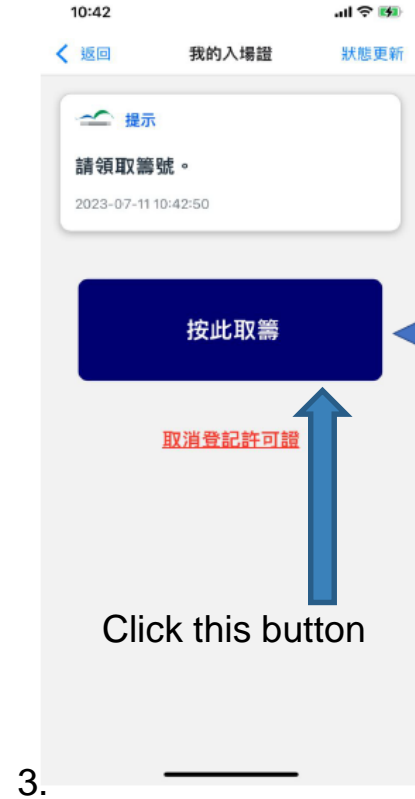 10:42
返回 我的入場證 狀態更新
提示
請領取籌號。
2023-07-11 10:42:50
按此取籌
取消登記許可證
Click this button
3.